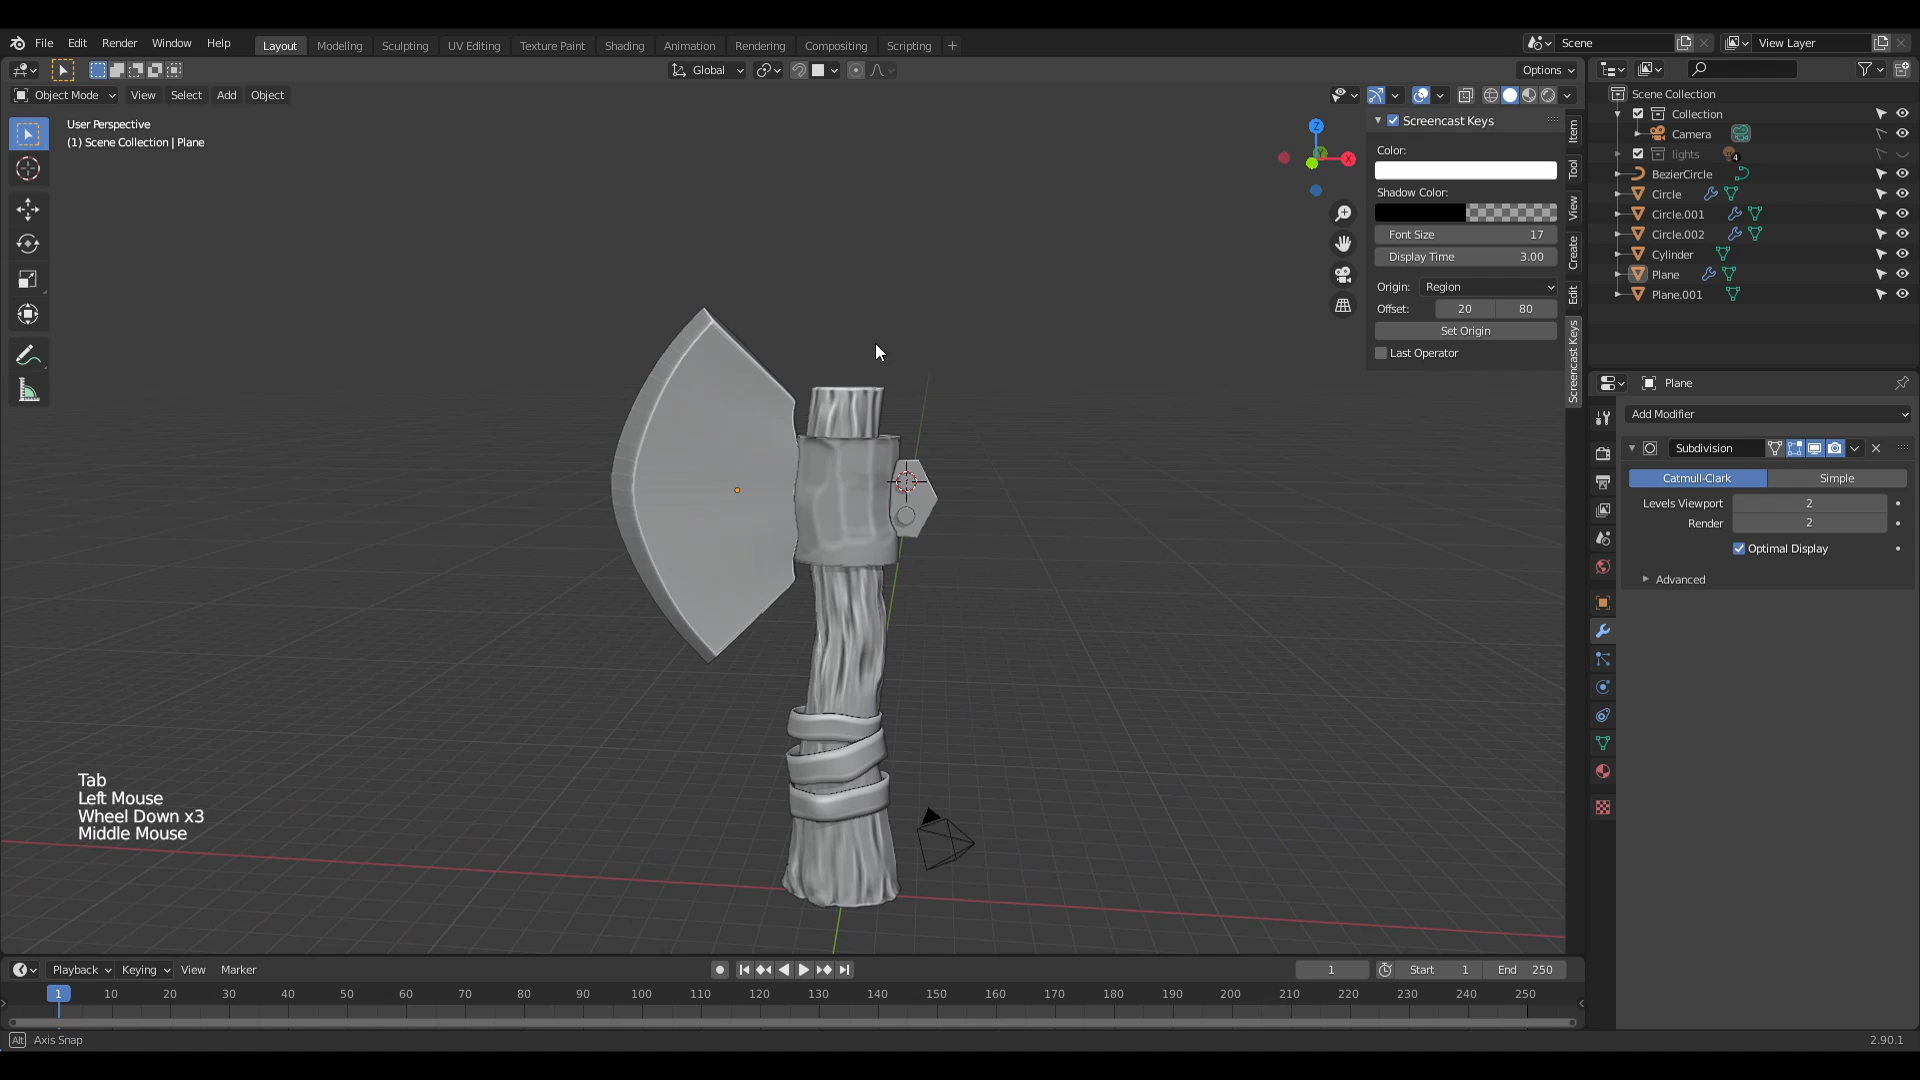 File Edit Render Window Help Layout Modeling Sculpting UV Editing Texture Paint Shading Animation Rendering Compositing Scripting + Scene View Layer
Global Options
Object Mode View Select Add Object
User Perspective
(1) Scene Collection | Plane
Z
X
Y
Screencast Keys
Color:
Shadow Color:
Font Size 17
Display Time 3.00
Origin: Region
Offset: 20 80
Set Origin
Last Operator
Item
Tool
View
Create
Edit
Screencast Keys
Scene Collection
Collection
Camera
lights 4
BezierCircle
Circle
Circle.001
Circle.002
Cylinder
Plane
Plane.001
Plane
Add Modifier
Subdivision
Catmull-Clark Simple
Levels Viewport 2
Render 2
Optimal Display
Advanced
Tab
Left Mouse
Wheel Down x3
Middle Mouse
Playback Keying View Marker 1 Start 1 End 250
1 10 20 30 40 50 60 70 80 90 100 110 120 130 140 150 160 170 180 190 200 210 220 230 240 250
Alt Axis Snap 2.90.1